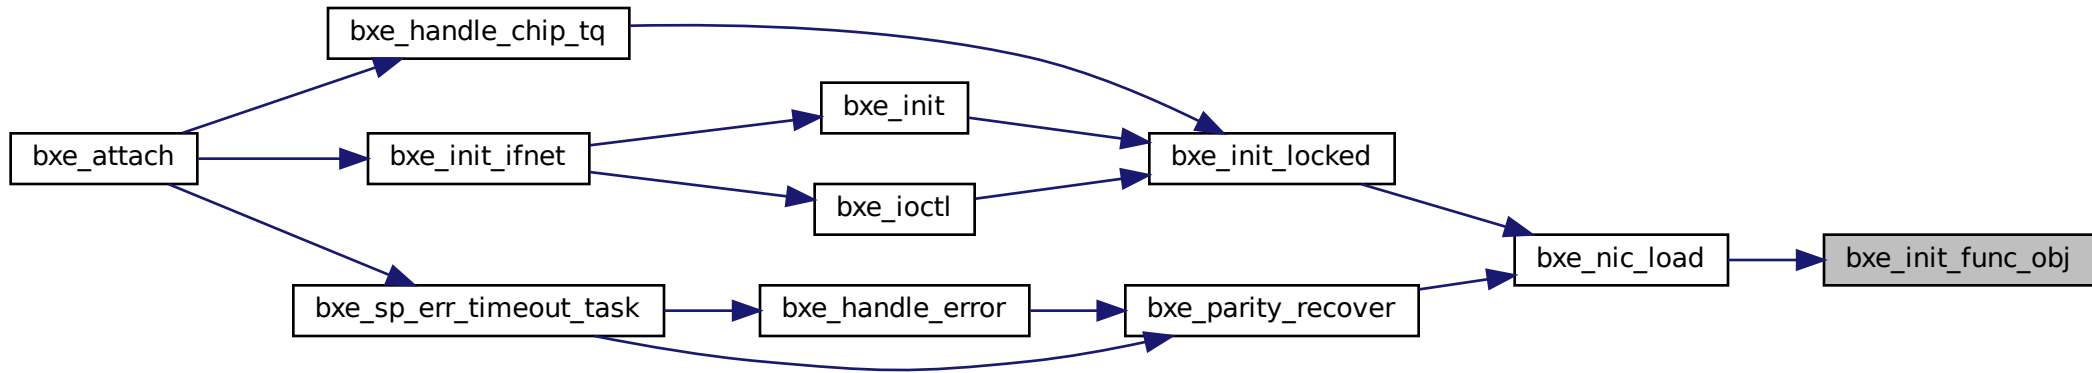 bxe_handle_chip_tq
bxe_init
bxe_attach
bxe_init_ifnet
bxe_init_locked
bxe_ioctl
bxe_nic_load
bxe_init_func_obj
bxe_sp_err_timeout_task
bxe_handle_error
bxe_parity_recover